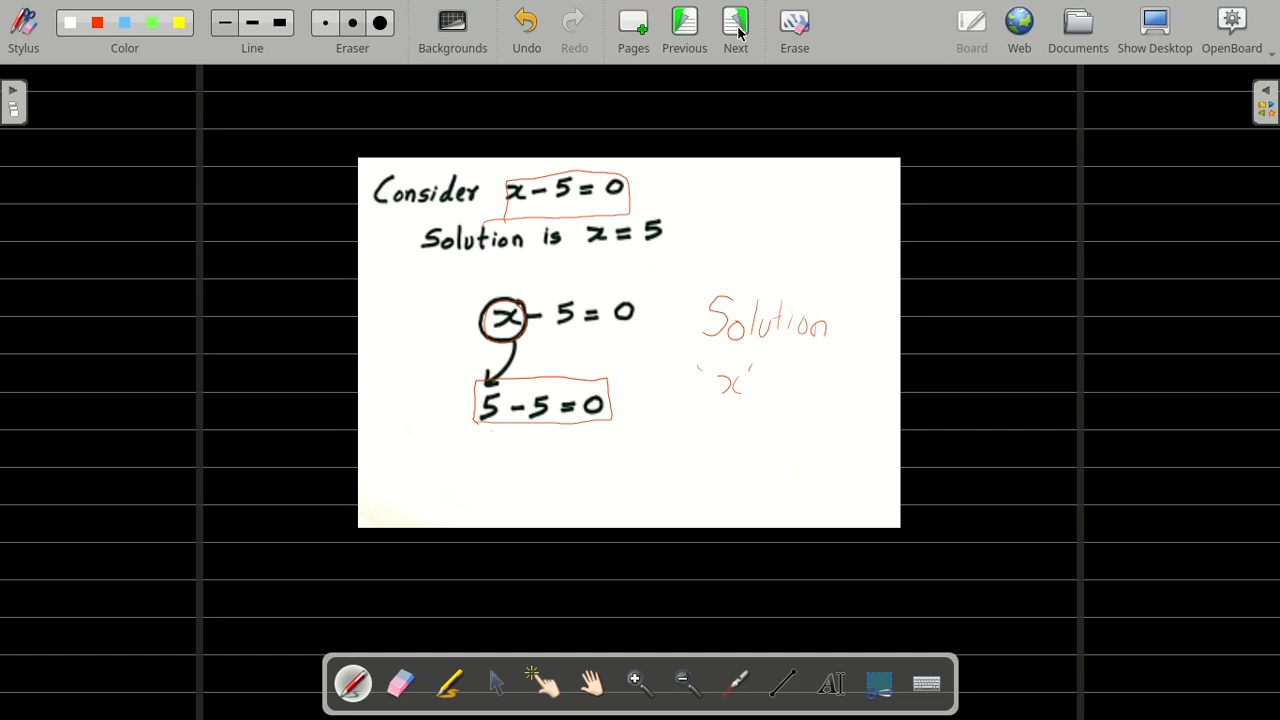 Stylus Color Line Eraser Backgrounds Undo Redo Pages Previous Next Erase Board Web Documents Show Desktop OpenBoard
Consider x - 5 = 0
Solution is x = 5
x - 5 = 0
Solution
'x'
5 - 5 = 0
AI